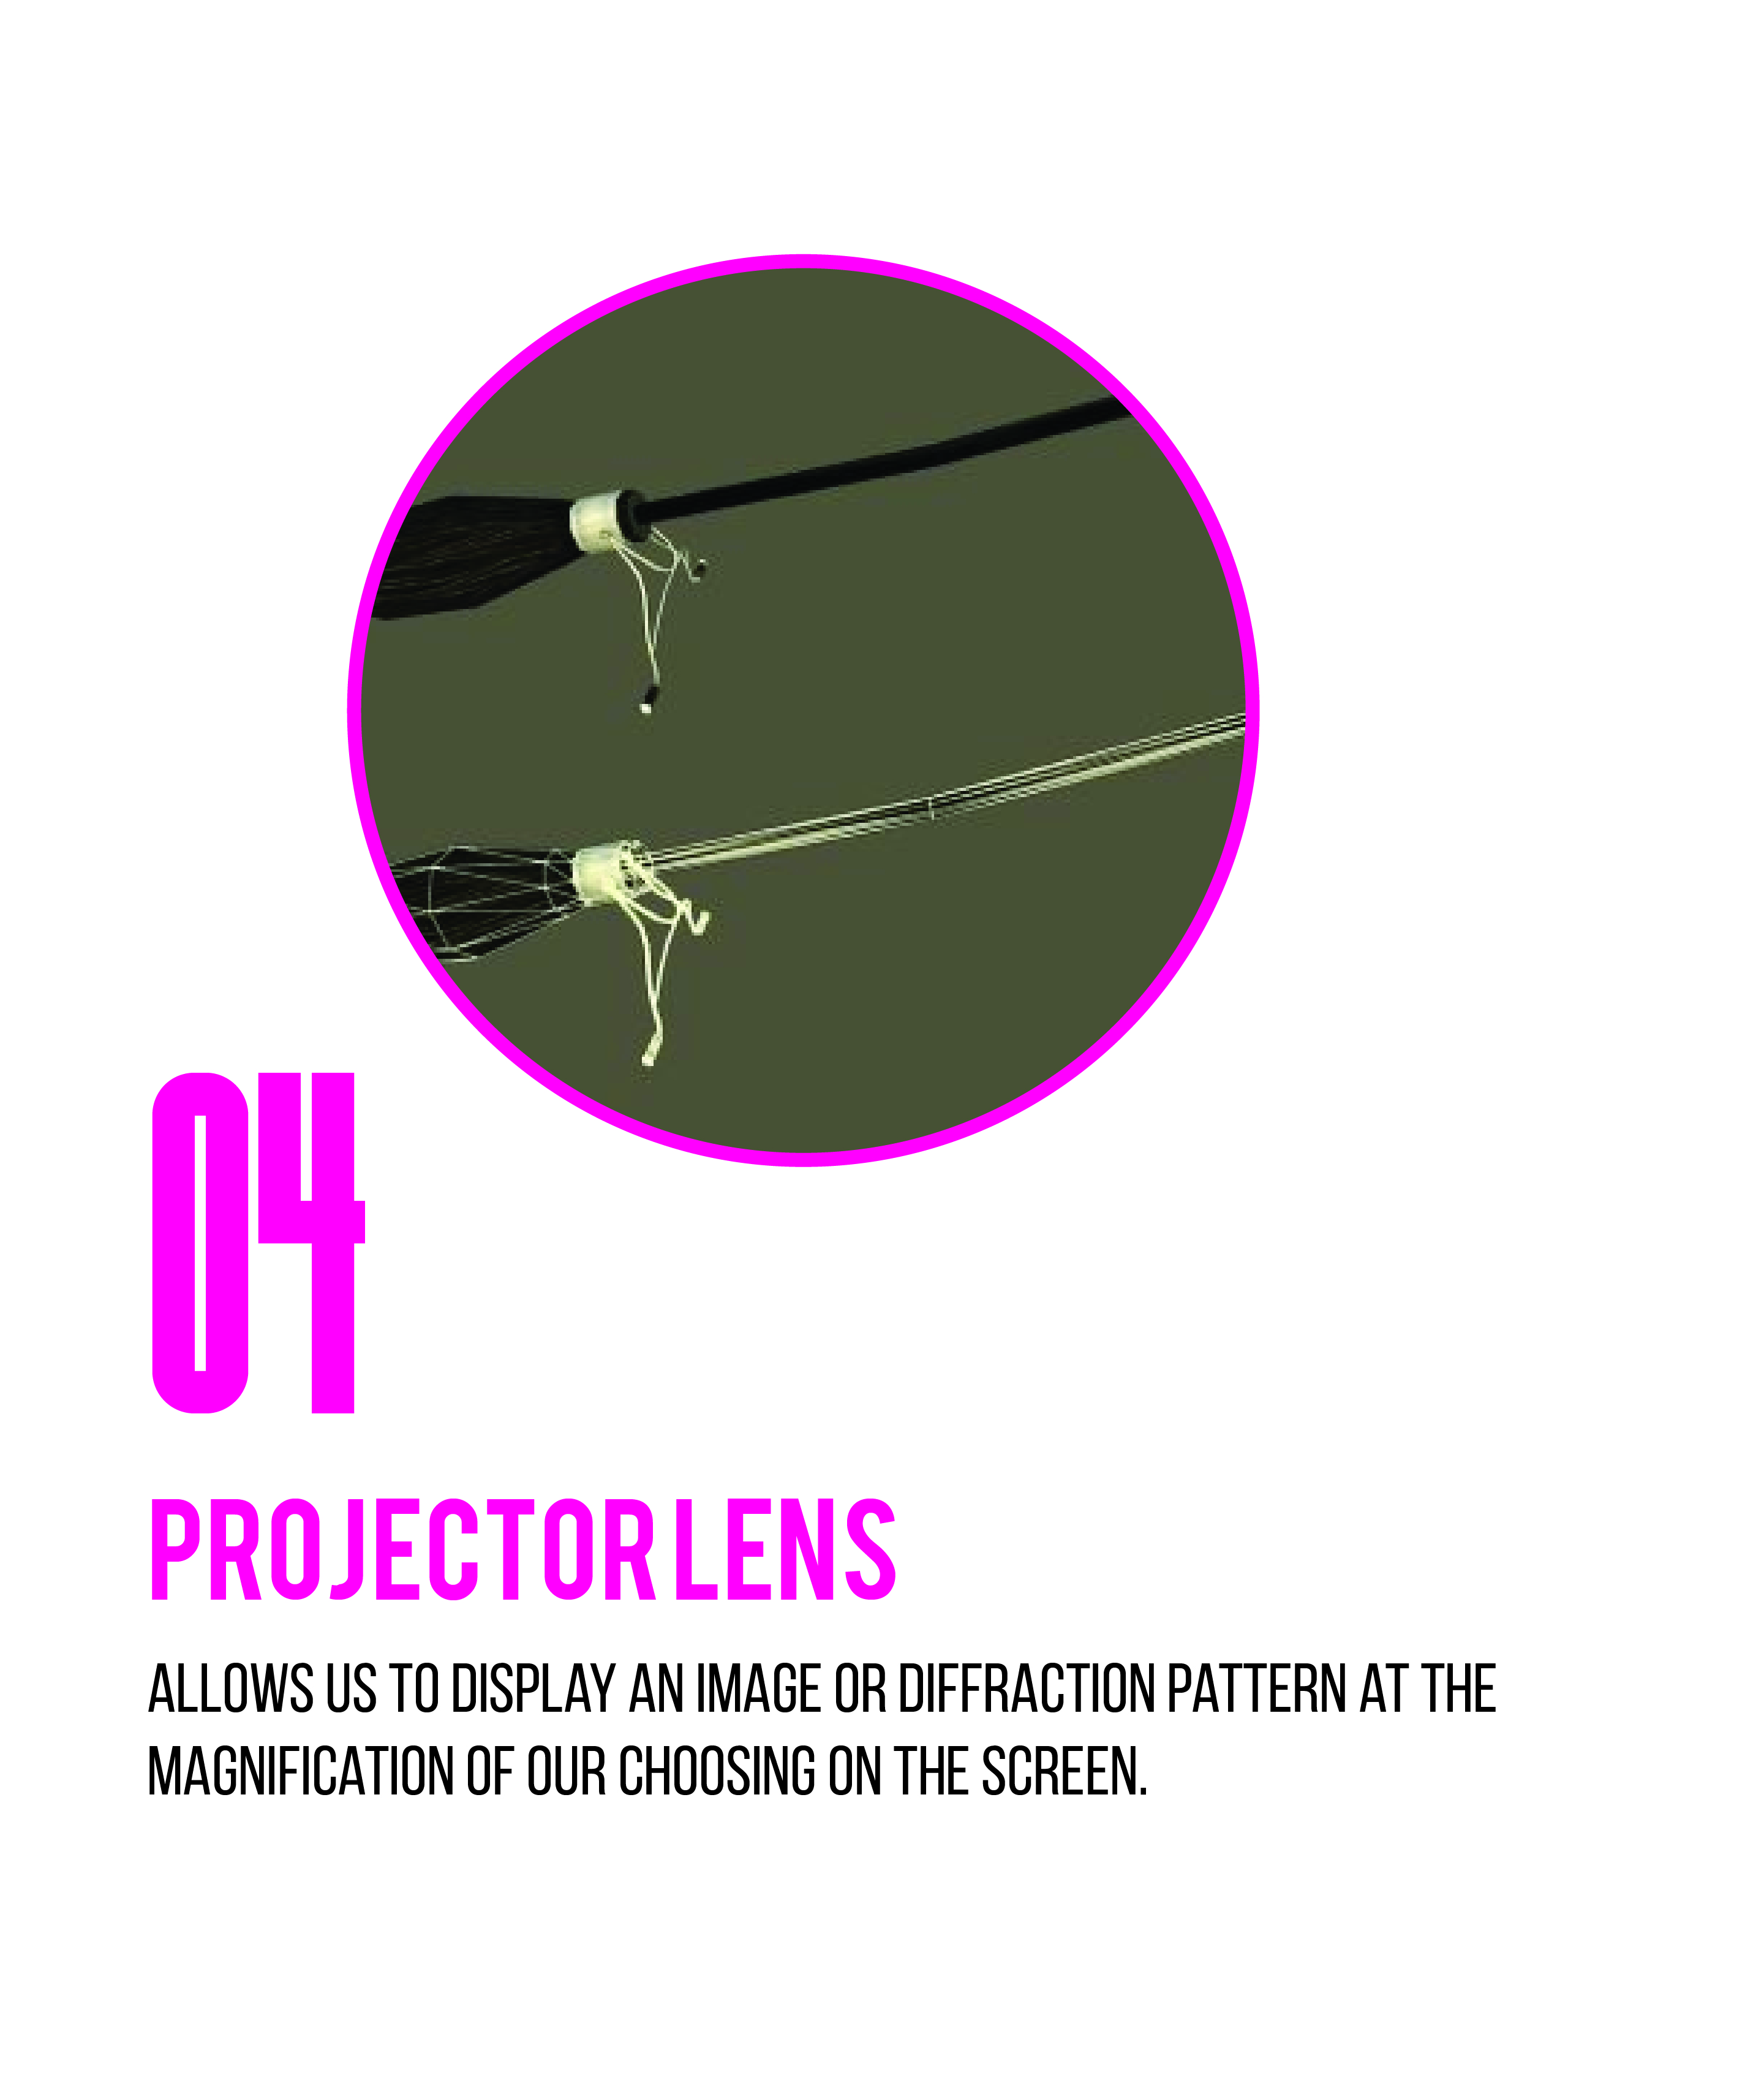 04
PROJECTOR LENS
ALLOWS US TO DISPLAY AN IMAGE OR DIFFRACTION PATTERN AT THE
MAGNIFICATION OF OUR CHOOSING ON THE SCREEN.